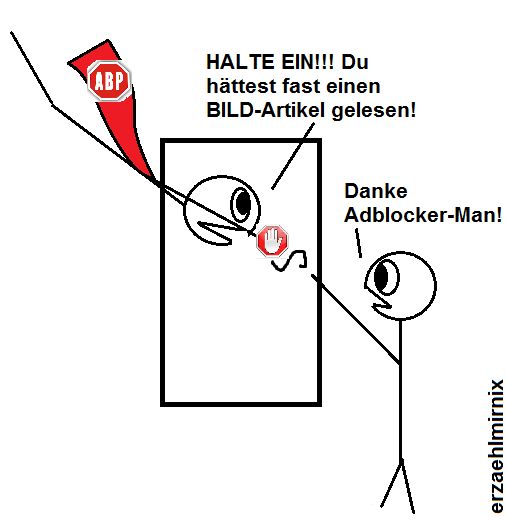 ABP
HALTE EIN!!! Du
hättest fast einen
BILD-Artikel gelesen!
Danke
Adblocker-Man!
erzaehlmirnix